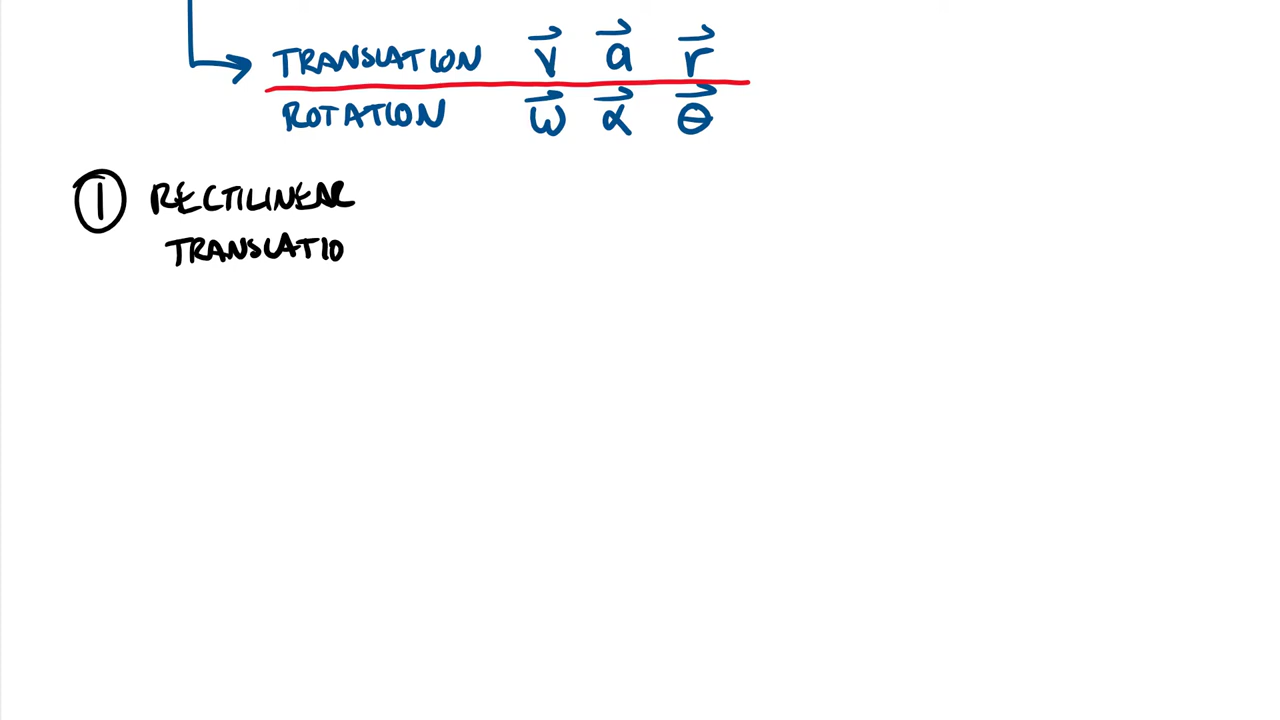 TRANSLATION v⃗ a⃗ r⃗
ROTATION ω⃗ α⃗ θ⃗
① RECTILINEAR
TRANSLATIO